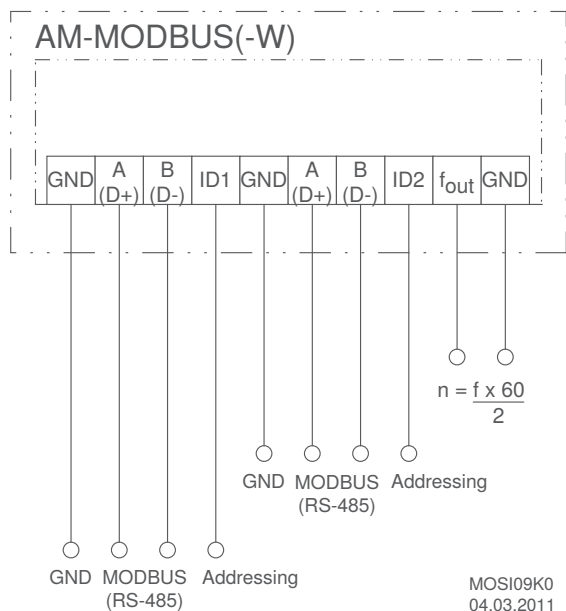 AM-MODBUS(-W)
GND A (D+) B (D-) ID1 GND A (D+) B (D-) ID2 fout GND
n = f x 60
2
GND MODBUS Addressing
(RS-485)
GND MODBUS Addressing
(RS-485)
MOSI09K0
04.03.2011